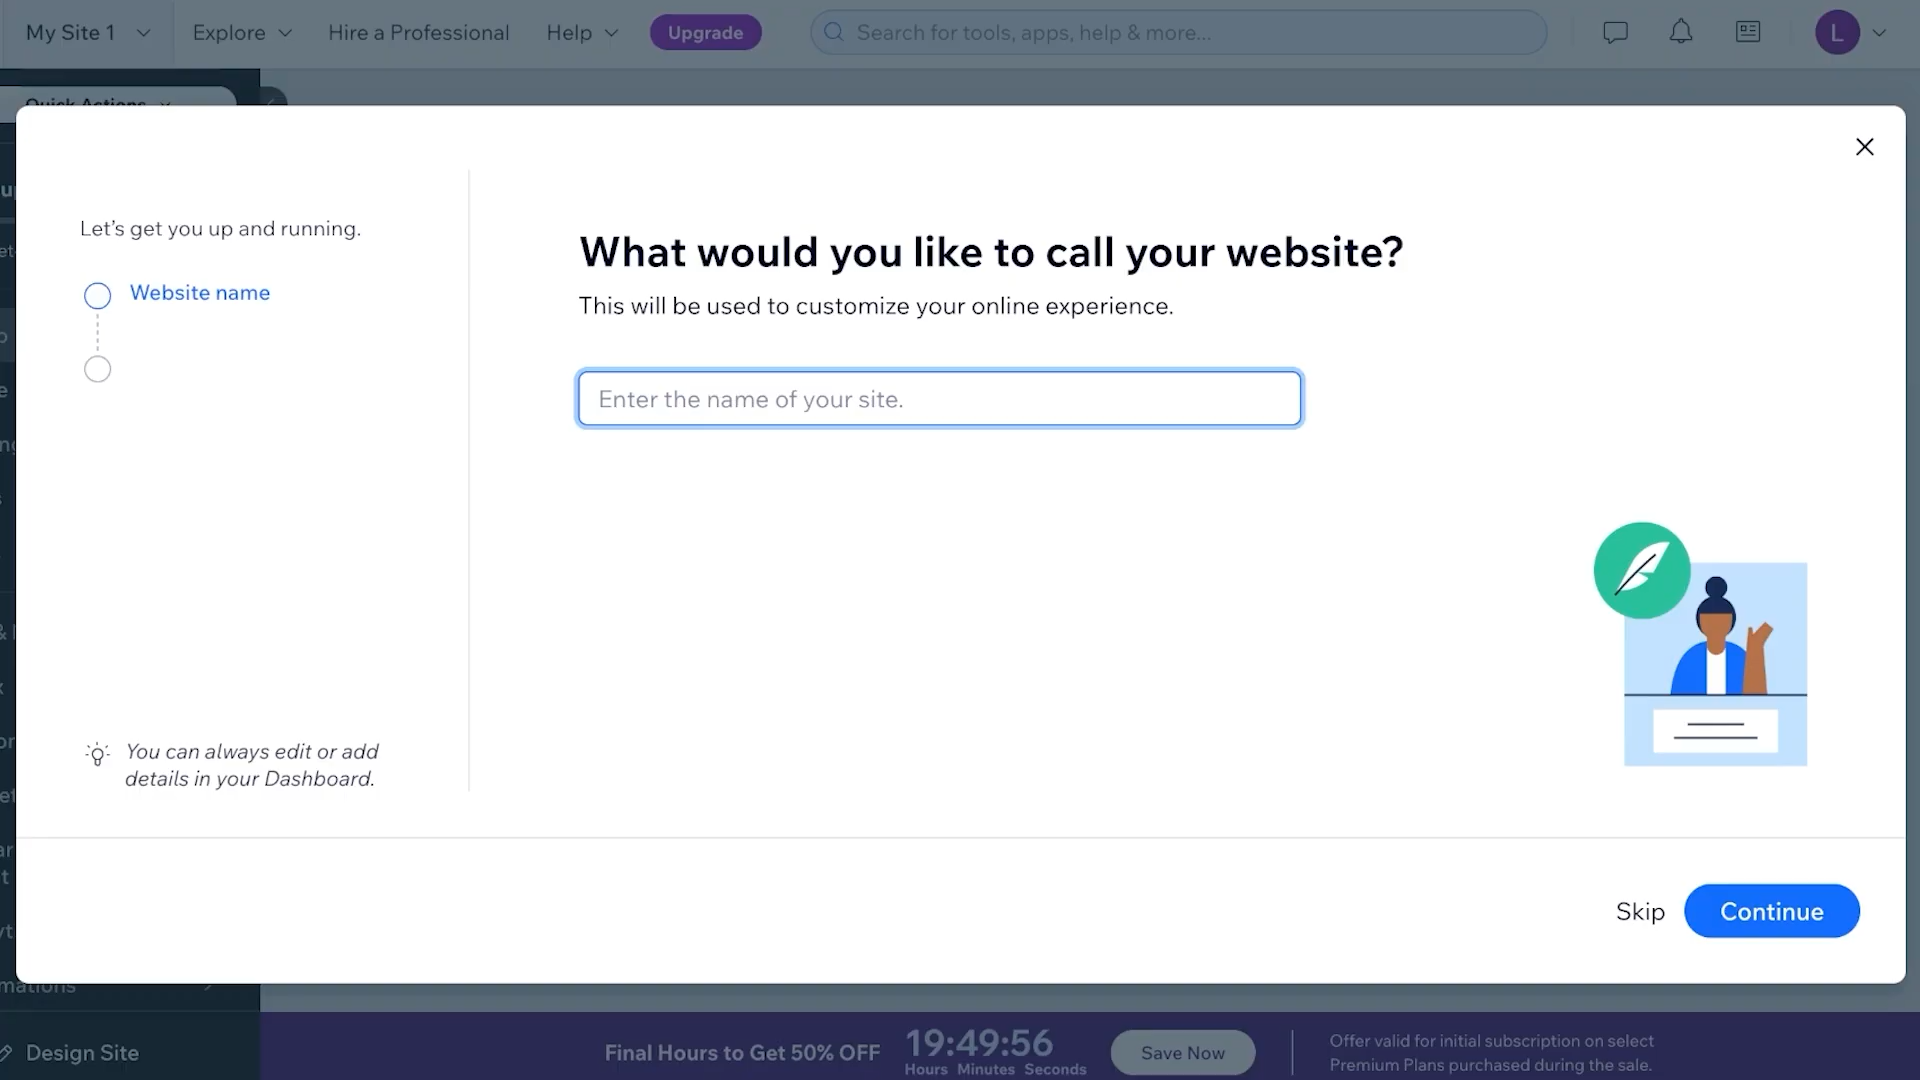 My Site 1
Explore
Hire a Professional
Help
Upgrade
Search for tools, apps, help & more...
L
Quick Actions
Let's get you up and running.
Website name
You can always edit or add
details in your Dashboard.
What would you like to call your website?
This will be used to customize your online experience.
Enter the name of your site.
Skip
Continue
Design Site
Final Hours to Get 50% OFF
19:49:56
Hours Minutes Seconds
Save Now
Offer valid for initial subscription on select
Premium Plans purchased during the sale.